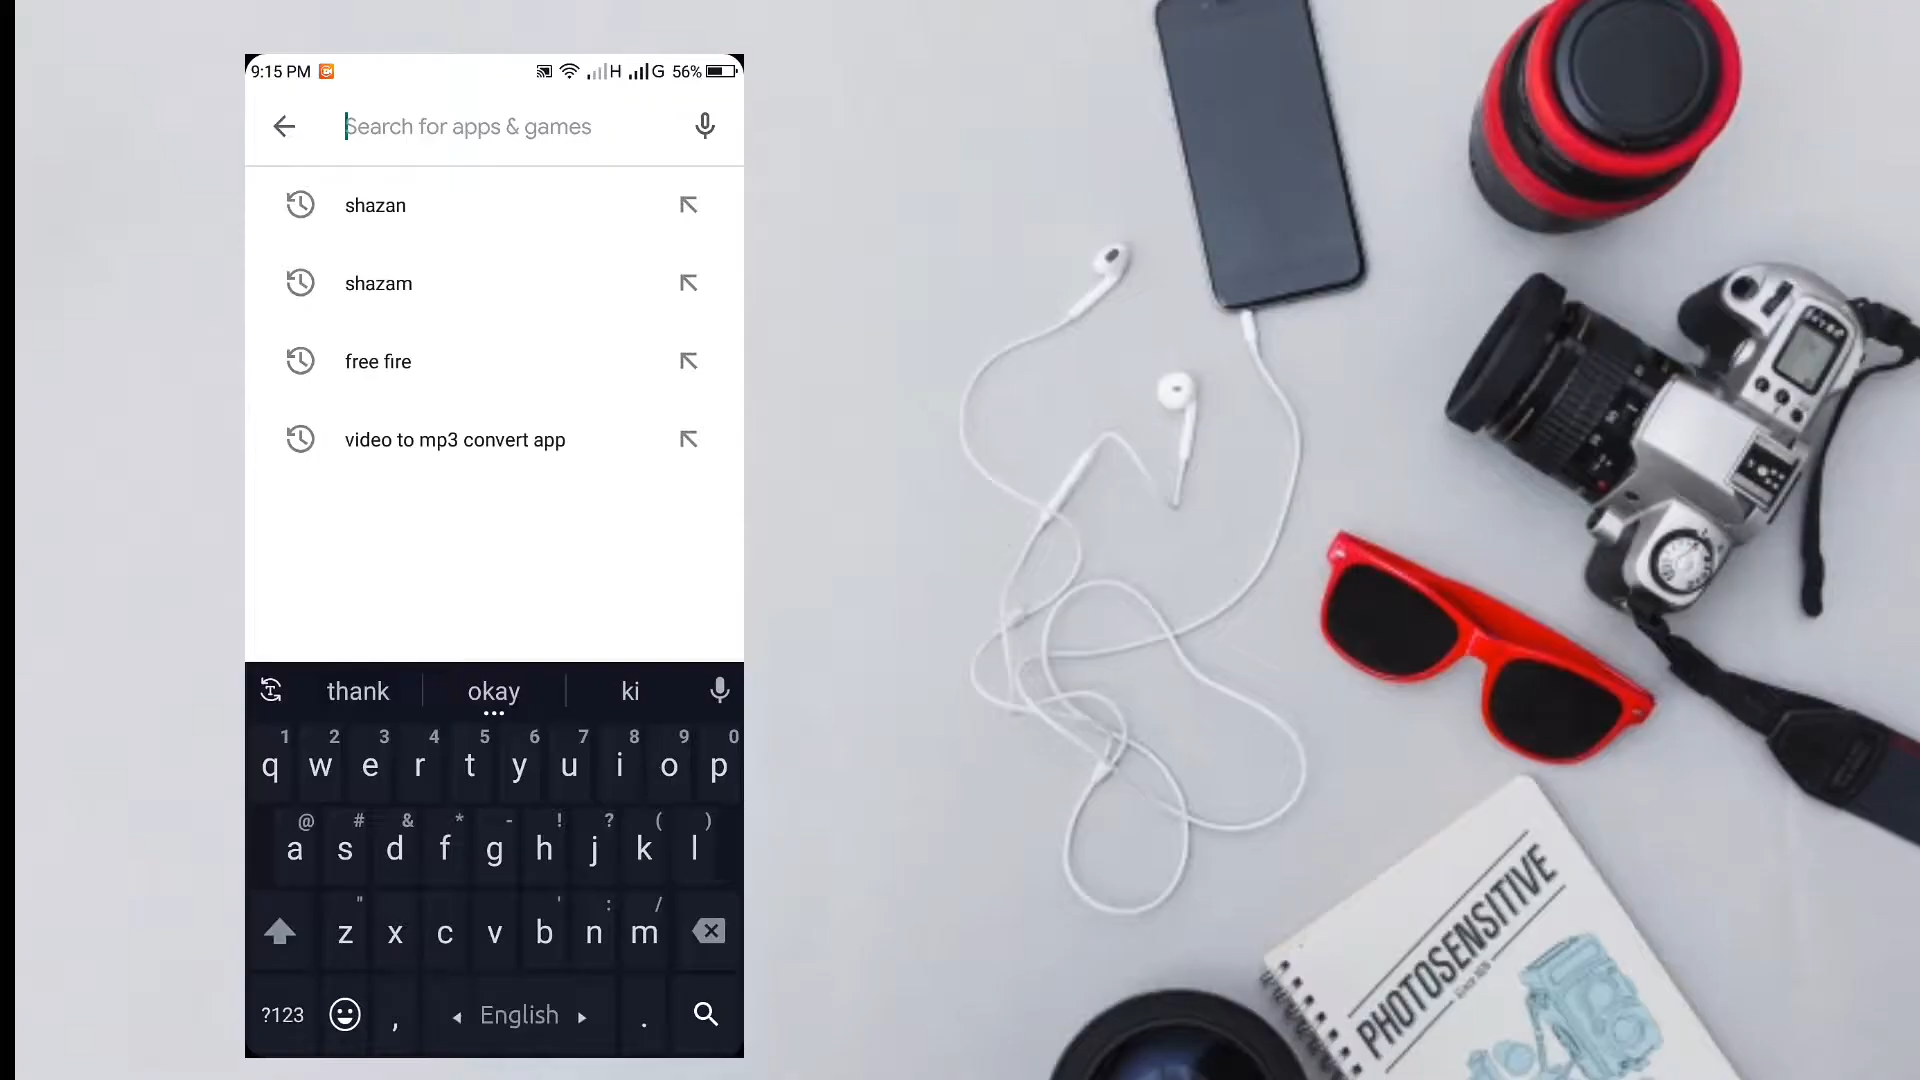 9:15 PM H G 56%
Search for apps & games
shazan
shazam
free fire
video to mp3 convert app
thank okay ki
1 2 3 4 5 6 7 8 9 0
q w e r t y u i o p
@ # & * - ! ? ( )
a s d f g h j k l
" ' : /
z x c v b n m
?123 , English .
PHOTOSENSITIVE